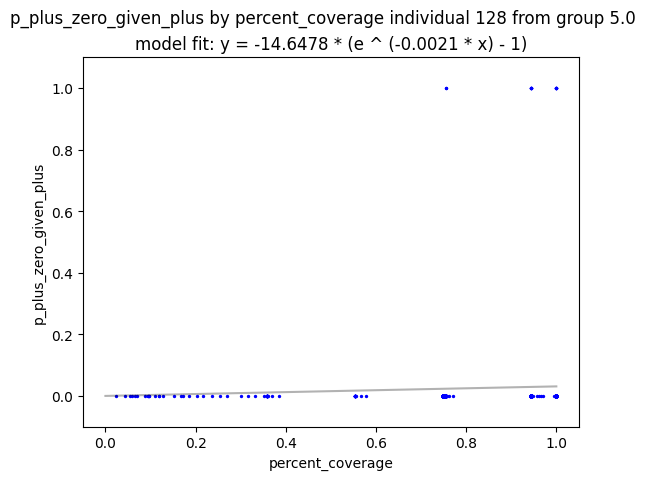 p_plus_zero_given_plus by percent_coverage individual 128 from group 5.0
model fit: y = -14.6478 * (e ^ (-0.0021 * x) - 1)
1.0
0.8
0.6
0.4
0.2
0.0
p_plus_zero_given_plus
0.0 0.2 0.4 0.6 0.8 1.0
percent_coverage